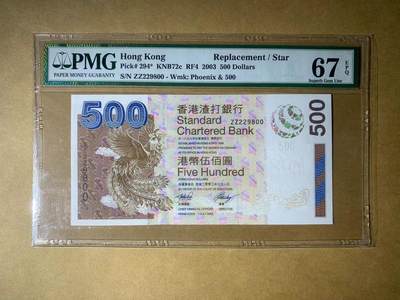 PMG
PAPER MONEY GUARANTY
Hong Kong Replacement / Star
Pick# 294* KNB72c RF4 2003 500 Dollars
S/N ZZ229800 - Wmk: Phoenix & 500
67 EPQ
Superb Gem Unc
500
香港渣打銀行
Standard
Chartered Bank
ZZ229800
港幣伍佰圓
Five Hundred
500